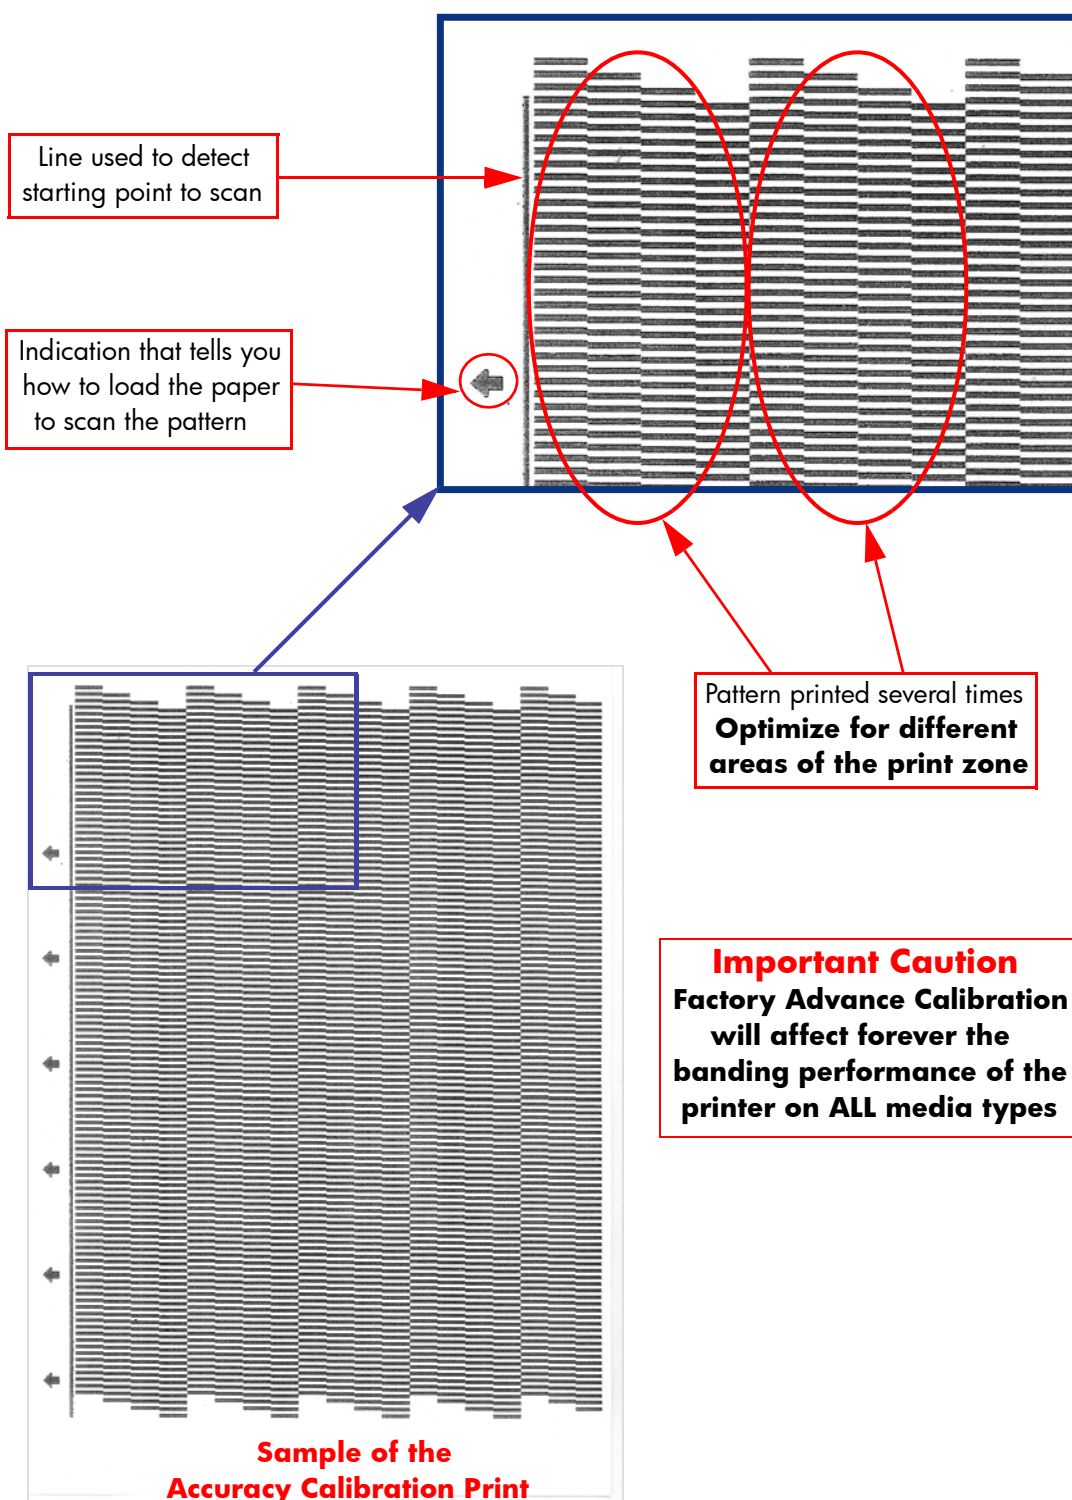 Line used to detect
starting point to scan
Indication that tells you
how to load the paper
to scan the pattern
Pattern printed several times
Optimize for different
areas of the print zone
Important Caution
Factory Advance Calibration
will affect forever the
banding performance of the
printer on ALL media types
Sample of the
Accuracy Calibration Print